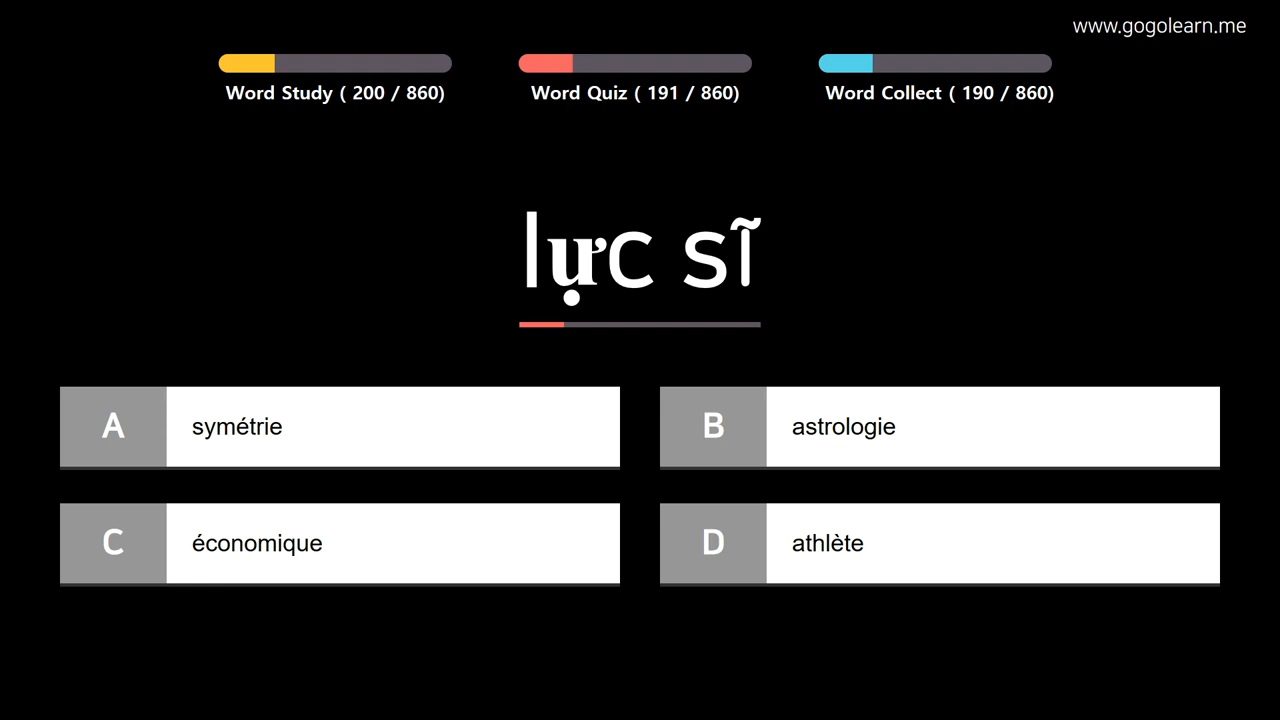 www.gogolearn.me
Word Study ( 200 / 860)
Word Quiz ( 191 / 860)
Word Collect ( 190 / 860)
lực sĩ
A symétrie
B astrologie
C économique
D athlète